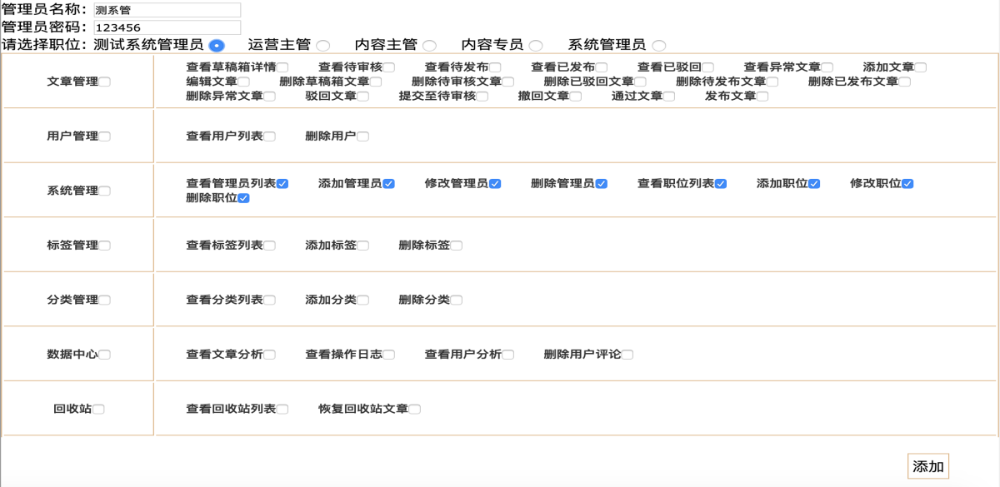 管理员名称：测系管
管理员密码：123456
请选择职位：测试系统管理员 运营主管 内容主管 内容专员 系统管理员
查看草稿箱详情 查看待审核 查看待发布 查看已发布 查看已驳回 查看异常文章 添加文章
文章管理 编辑文章 删除草稿箱文章 删除待审核文章 删除已驳回文章 删除待发布文章 删除已发布文章
删除异常文章 驳回文章 提交至待审核 撤回文章 通过文章 发布文章
用户管理 查看用户列表 删除用户
查看管理员列表 添加管理员 修改管理员 删除管理员 查看职位列表 添加职位 修改职位
系统管理
删除职位
标签管理 查看标签列表 添加标签 删除标签
分类管理 查看分类列表 添加分类 删除分类
数据中心 查看文章分析 查看操作日志 查看用户分析 删除用户评论
回收站 查看回收站列表 恢复回收站文章
添加